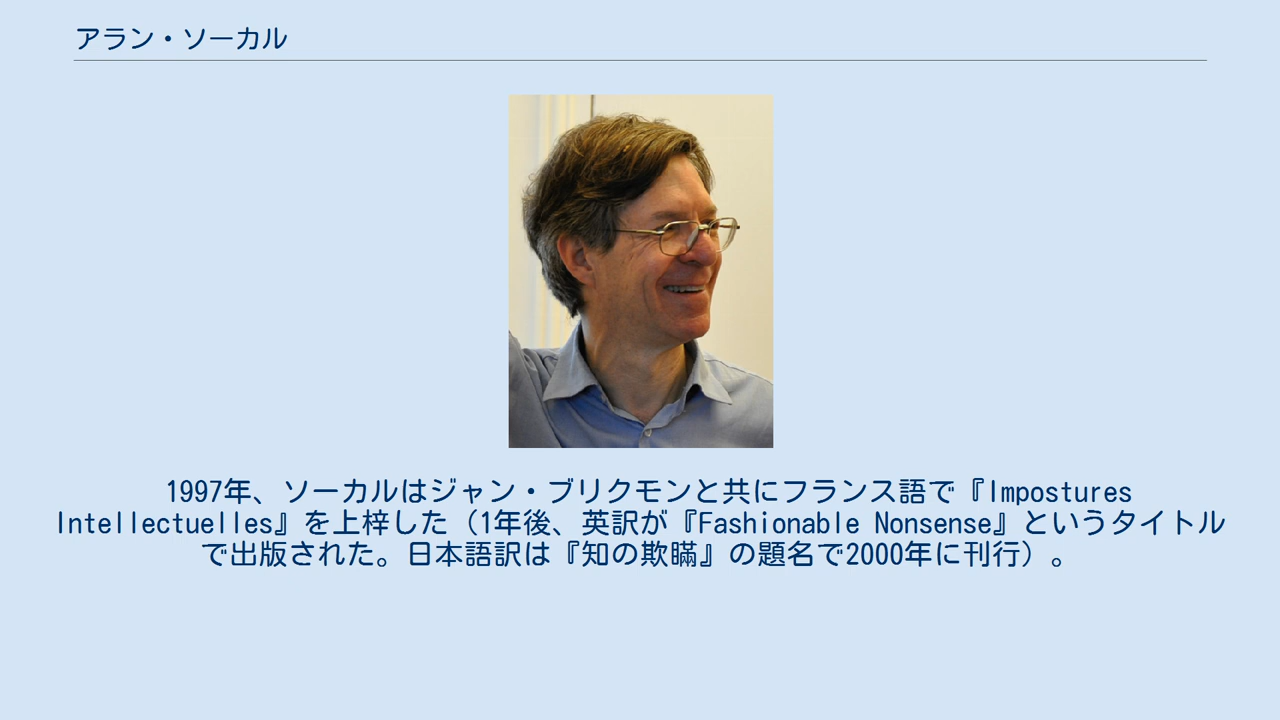 アラン・ソーカル
1997年、ソーカルはジャン・ブリクモンと共にフランス語で『Impostures
Intellectuelles』を上梓した（1年後、英訳が『Fashionable Nonsense』というタイトル
で出版された。日本語訳は『知の欺瞞』の題名で2000年に刊行）。